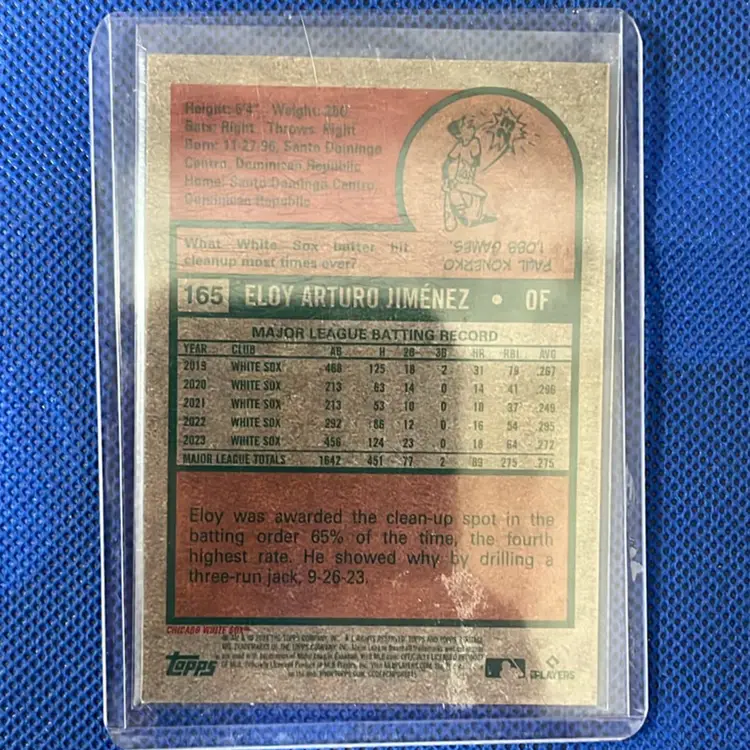 Height: 6'4" Weight: 250
Bats: Right Throws: Right
Born: 11-27-96, Santo Domingo
Centro, Dominican Republic
Home: Santo Domingo Centro,
Dominican Republic
What White Sox batter hit
cleanup most times ever?
PAUL KONERKO
1,088 GAMES.
165 ELOY ARTURO JIMÉNEZ • OF
MAJOR LEAGUE BATTING RECORD
YEAR CLUB AB H 2B 3B HR RBI AVG
2019 WHITE SOX 468 125 18 2 31 79 .267
2020 WHITE SOX 213 63 14 0 14 41 .296
2021 WHITE SOX 213 53 10 0 10 37 .249
2022 WHITE SOX 292 86 12 0 16 54 .295
2023 WHITE SOX 456 124 23 0 18 64 .272
MAJOR LEAGUE TOTALS 1642 451 77 2 89 275 .275
Eloy was awarded the clean-up spot in the
batting order 65% of the time, the fourth
highest rate. He showed why by drilling a
three-run jack, 9-26-23.
CHICAGO WHITE SOX™
topps
PLAYERS